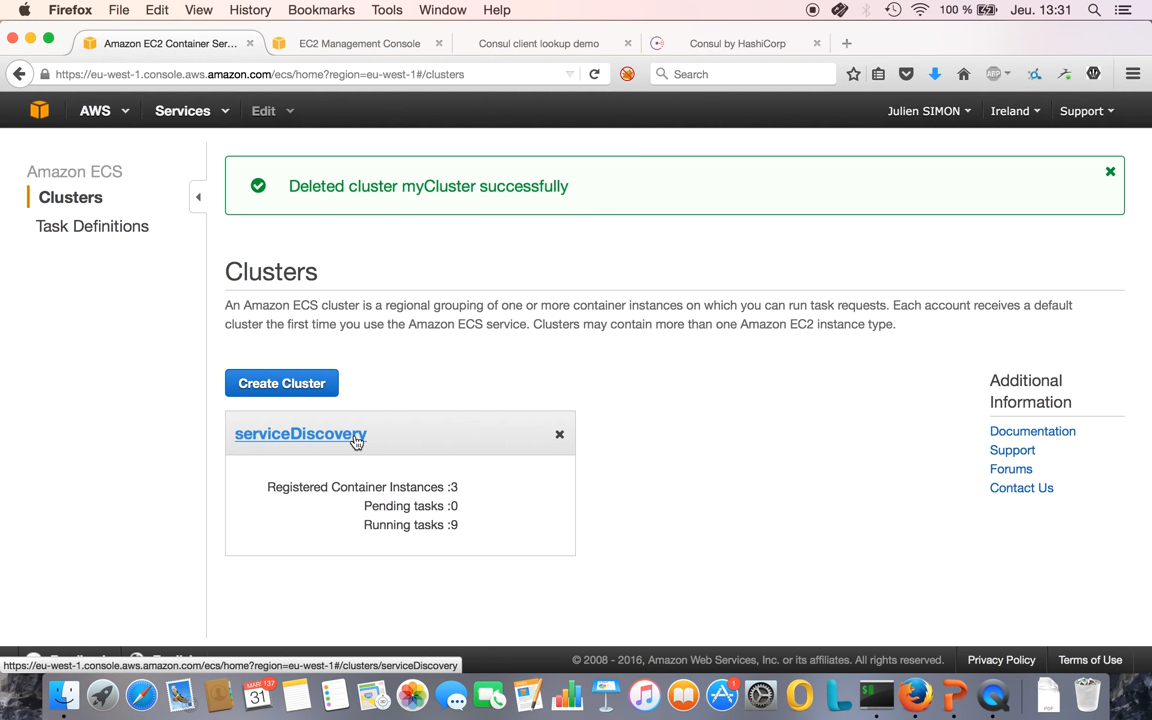 Firefox File Edit View History Bookmarks Tools Window Help 100 % Jeu. 13:31
Amazon EC2 Container Ser... EC2 Management Console Consul client lookup demo Consul by HashiCorp
https://eu-west-1.console.aws.amazon.com/ecs/home?region=eu-west-1#/clusters Search ABP
AWS Services Edit Julien SIMON Ireland Support
Amazon ECS
Clusters
Task Definitions
Deleted cluster myCluster successfully
Clusters
An Amazon ECS cluster is a regional grouping of one or more container instances on which you can run task requests. Each account receives a default
cluster the first time you use the Amazon ECS service. Clusters may contain more than one Amazon EC2 instance type.
Create Cluster
serviceDiscovery
Registered Container Instances :3
Pending tasks :0
Running tasks :9
Additional
Information
Documentation
Support
Forums
Contact Us
https://eu-west-1.console.aws.amazon.com/ecs/home?region=eu-west-1#/clusters/serviceDiscovery
© 2008 - 2016, Amazon Web Services, Inc. or its affiliates. All rights reserved. Privacy Policy Terms of Use
31
1
PDF